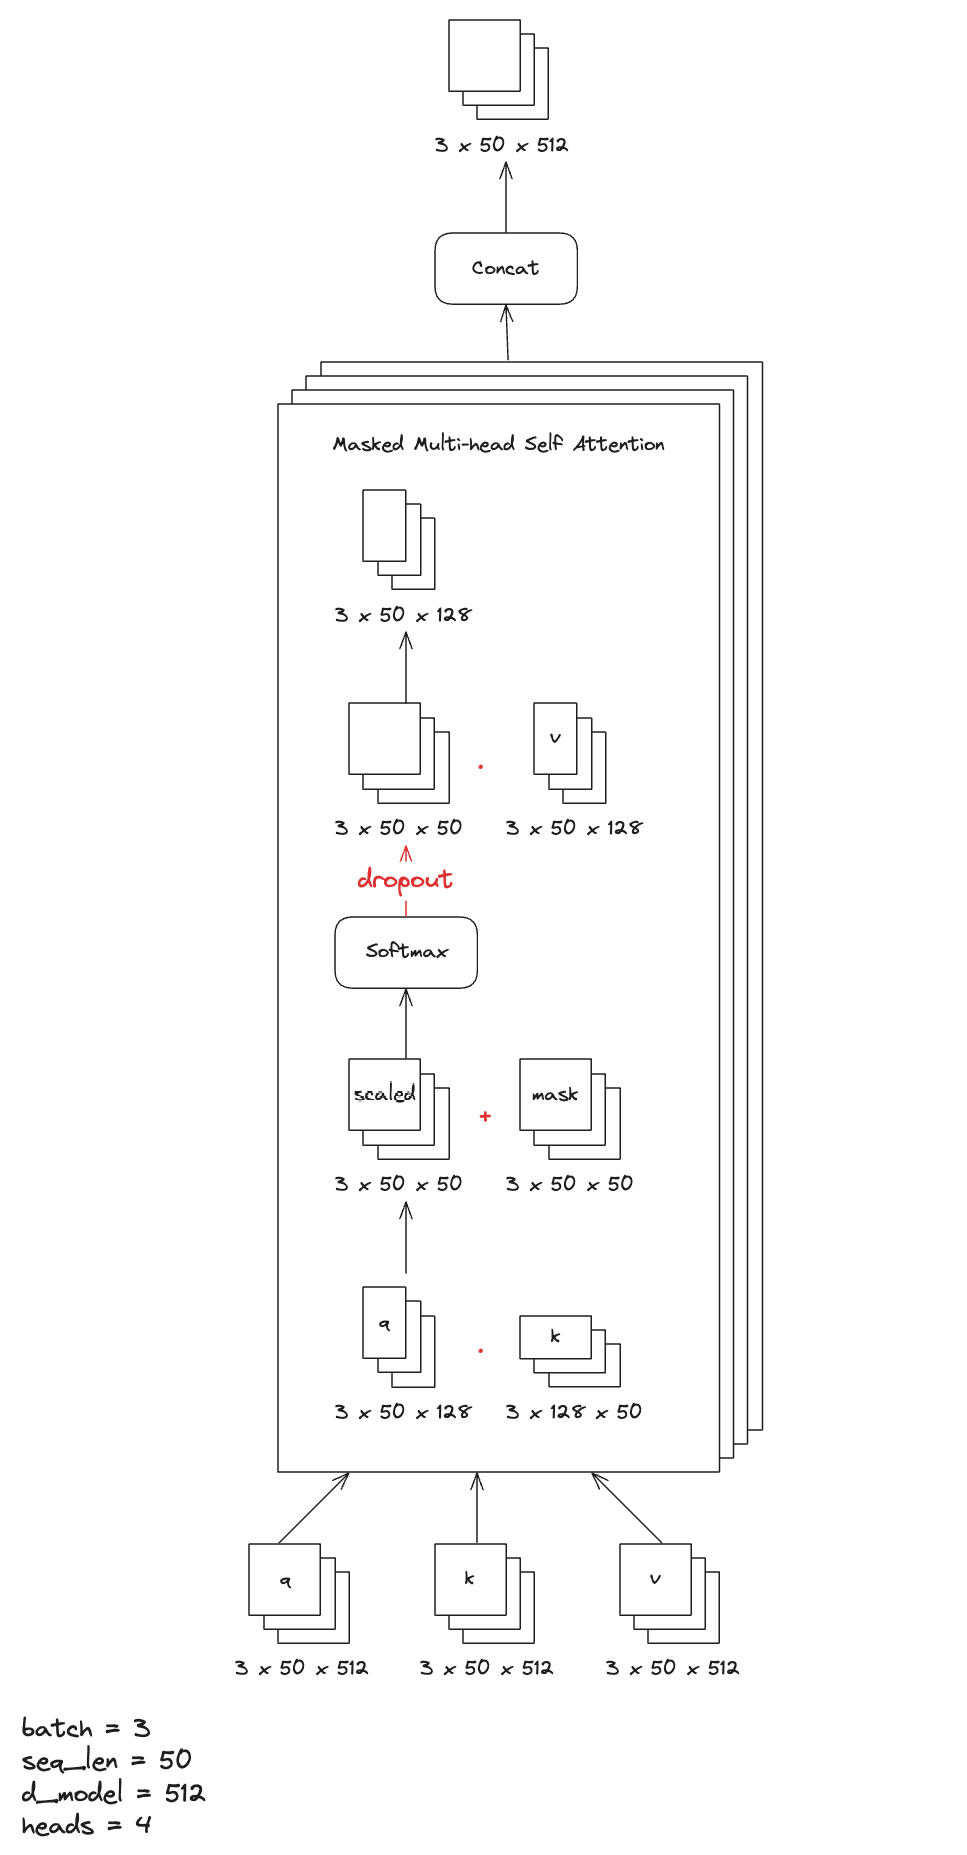 3 x 50 x 512
Concat
Masked Multi-head Self Attention
3 x 50 x 128
v
.
3 x 50 x 50
3 x 50 x 128
dropout
Softmax
scaled
+
mask
3 x 50 x 50
3 x 50 x 50
q
.
k
3 x 50 x 128
3 x 128 x 50
q
k
v
3 x 50 x 512
3 x 50 x 512
3 x 50 x 512
batch = 3
seq_len = 50
d_model = 512
heads = 4